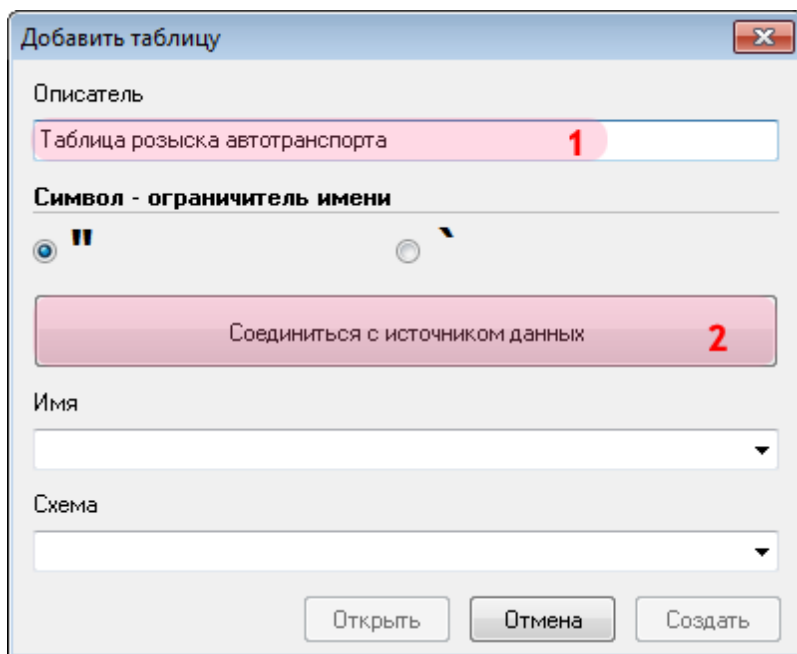 Добавить таблицу
Описатель
Таблица розыска автотранспорта 1
Символ - ограничитель имени
" `
Соединиться с источником данных 2
Имя
Схема
Открыть Отмена Создать